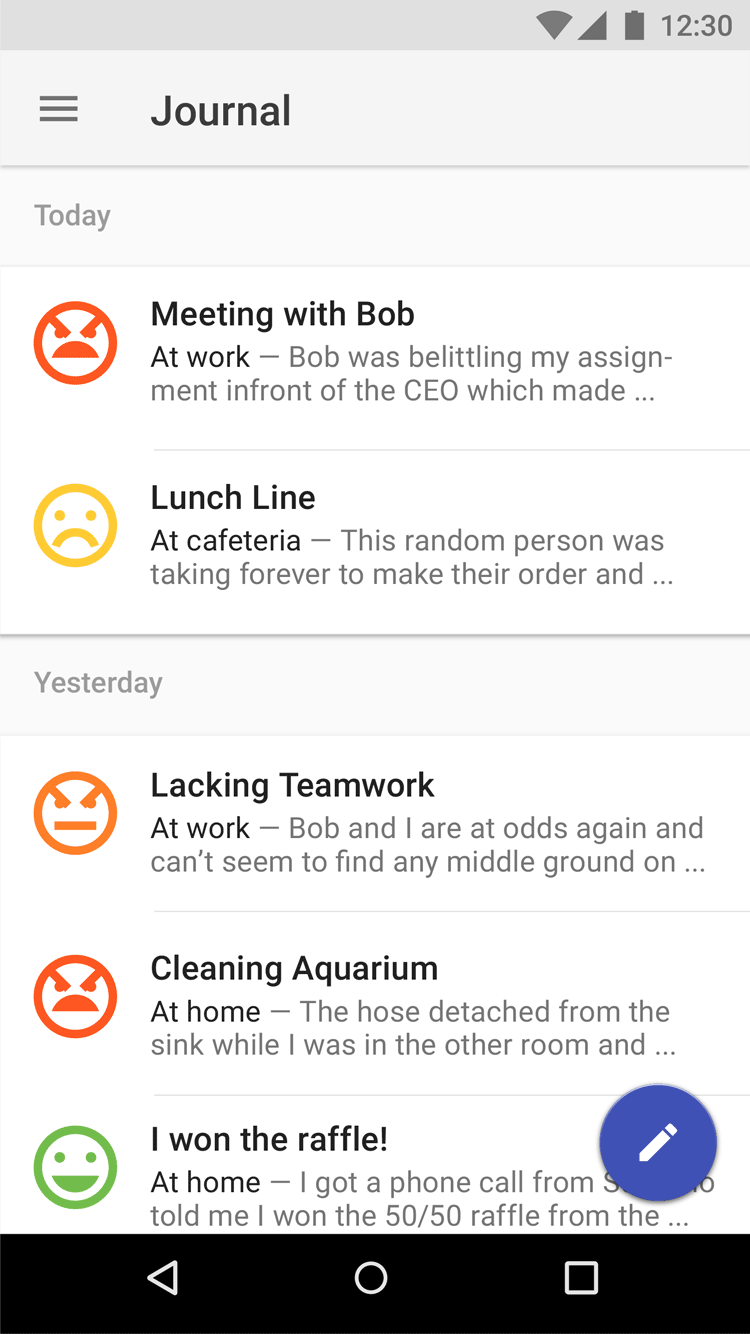 12:30
Journal
Today
Meeting with Bob
At work — Bob was belittling my assign-
ment infront of the CEO which made ...
Lunch Line
At cafeteria — This random person was
taking forever to make their order and ...
Yesterday
Lacking Teamwork
At work — Bob and I are at odds again and
can’t seem to find any middle ground on ...
Cleaning Aquarium
At home — The hose detached from the
sink while I was in the other room and ...
I won the raffle!
At home — I got a phone call from
told me I won the 50/50 raffle from the ...